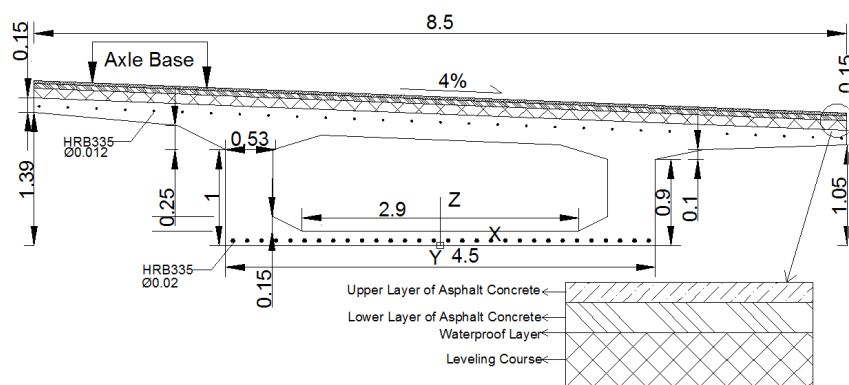 8.5
0.15
Axle Base
4%
0.15
HRB335
Ø0.012
0.53
1.39
0.25
1
2.9
Z
X
Y
4.5
0.9
0.1
1.05
HRB335
Ø0.02
0.15
Upper Layer of Asphalt Concrete
Lower Layer of Asphalt Concrete
Waterproof Layer
Leveling Course